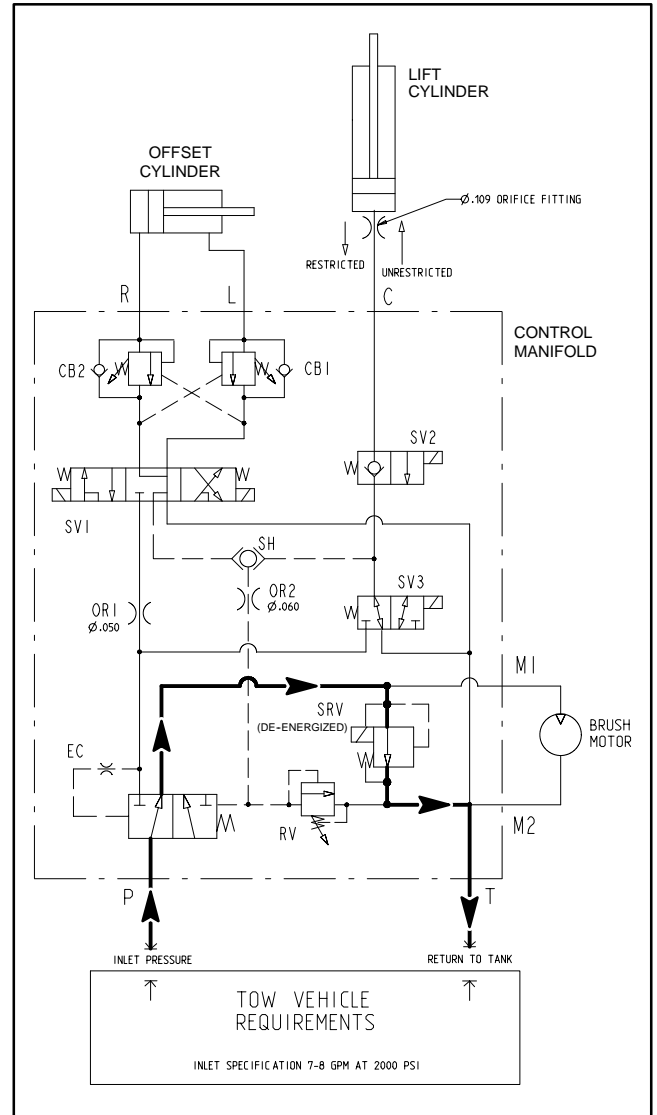 LIFT
CYLINDER
OFFSET
CYLINDER
Ø.109 ORIFICE FITTING
RESTRICTED
UNRESTRICTED
R
L
C
CONTROL
MANIFOLD
CB2
CB1
SV2
SV1
SH
SV3
OR1
Ø.050
OR2
Ø.060
M1
SRV
(DE-ENERGIZED)
BRUSH
MOTOR
EC
RV
M2
P
T
INLET PRESSURE
RETURN TO TANK
TOW VEHICLE
REQUIREMENTS
INLET SPECIFICATION 7-8 GPM AT 2000 PSI